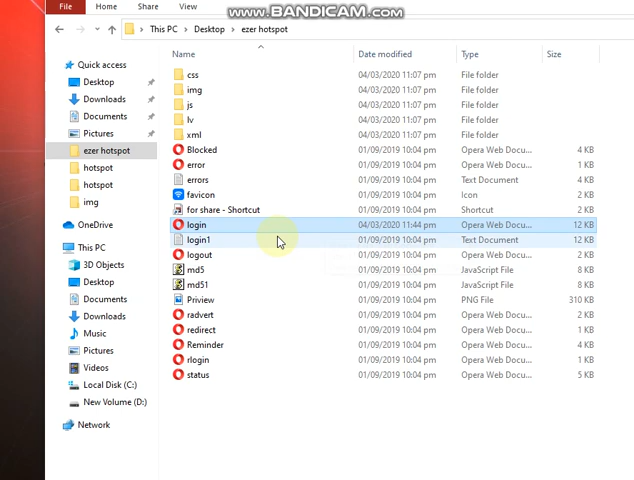 www.BANDICAM.com
File Home Share View
This PC Desktop ezer hotspot
Name Date modified Type Size
Quick access
Desktop
Downloads
Documents
Pictures
ezer hotspot
hotspot
hotspot
img
OneDrive
This PC
3D Objects
Desktop
Documents
Downloads
Music
Pictures
Videos
Local Disk (C:)
New Volume (D:)
Network
css 04/03/2020 11:07 pm File folder
img 04/03/2020 11:07 pm File folder
js 04/03/2020 11:07 pm File folder
lv 04/03/2020 11:07 pm File folder
xml 04/03/2020 11:07 pm File folder
Blocked 01/09/2019 10:04 pm Opera Web Docu... 4 KB
error 01/09/2019 10:04 pm Opera Web Docu... 1 KB
errors 01/09/2019 10:04 pm Text Document 4 KB
favicon 01/09/2019 10:04 pm Icon 2 KB
for share - Shortcut 01/09/2019 10:04 pm Shortcut 2 KB
login 04/03/2020 11:44 pm Opera Web Docu... 12 KB
login1 01/09/2019 10:04 pm Text Document 12 KB
logout 01/09/2019 10:04 pm Opera Web Docu... 2 KB
md5 01/09/2019 10:04 pm JavaScript File 8 KB
md51 01/09/2019 10:04 pm JavaScript File 8 KB
Priview 01/09/2019 10:04 pm PNG File 310 KB
radvert 01/09/2019 10:04 pm Opera Web Docu... 2 KB
redirect 01/09/2019 10:04 pm Opera Web Docu... 1 KB
Reminder 01/09/2019 10:04 pm Opera Web Docu... 4 KB
rlogin 01/09/2019 10:04 pm Opera Web Docu... 1 KB
status 01/09/2019 10:04 pm Opera Web Docu... 5 KB